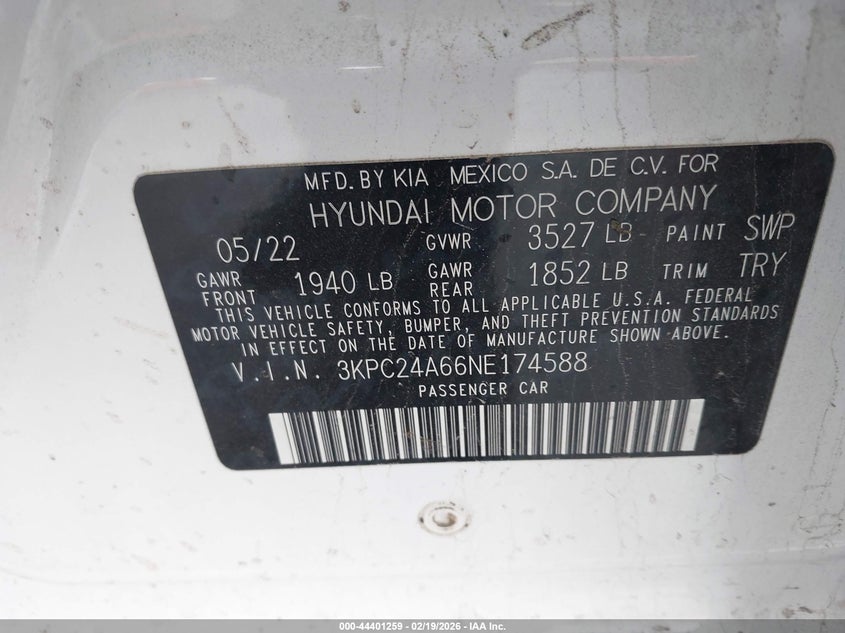 MFD. BY KIA MEXICO S.A. DE C.V. FOR
HYUNDAI MOTOR COMPANY
05/22 GVWR 3527 LB PAINT SWP
GAWR FRONT 1940 LB GAWR REAR 1852 LB TRIM TRY
THIS VEHICLE CONFORMS TO ALL APPLICABLE U.S.A. FEDERAL
MOTOR VEHICLE SAFETY, BUMPER, AND THEFT PREVENTION STANDARDS
IN EFFECT ON THE DATE OF MANUFACTURE SHOWN ABOVE.
V.I.N. 3KPC24A66NE174588
PASSENGER CAR
000-44401259 - 02/19/2026 - IAA Inc.